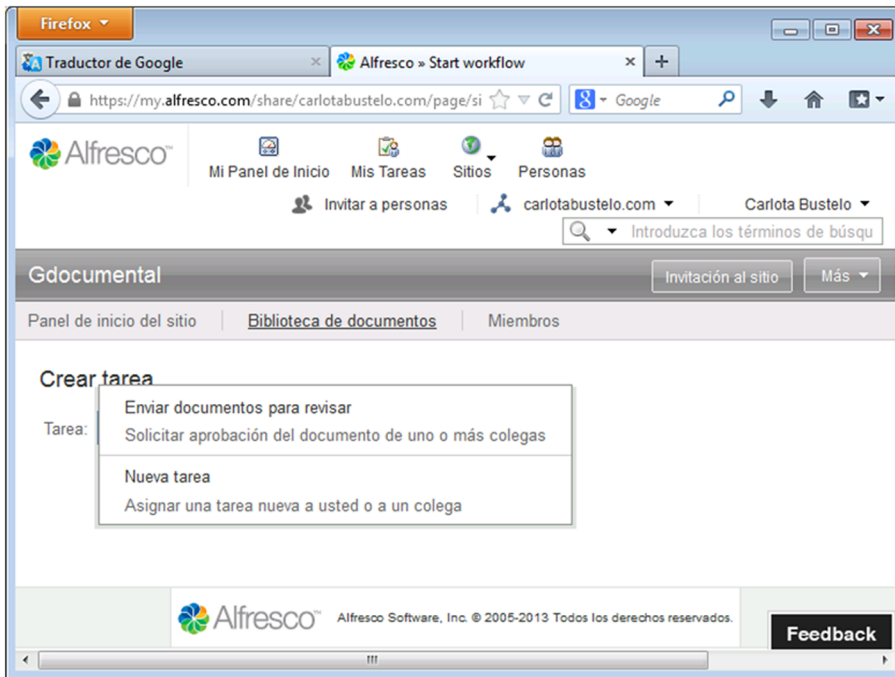 Firefox
Traductor de Google
Alfresco » Start workflow
https://my.alfresco.com/share/carlotabustelo.com/page/si
Google
Alfresco™
Mi Panel de Inicio Mis Tareas Sitios Personas
Invitar a personas carlotabustelo.com Carlota Bustelo
Introduzca los términos de búsqu
Gdocumental Invitación al sitio Más
Panel de inicio del sitio Biblioteca de documentos Miembros
Crear tarea
Tarea:
Enviar documentos para revisar
Solicitar aprobación del documento de uno o más colegas
Nueva tarea
Asignar una tarea nueva a usted o a un colega
Alfresco™ Alfresco Software, Inc. © 2005-2013 Todos los derechos reservados.
Feedback